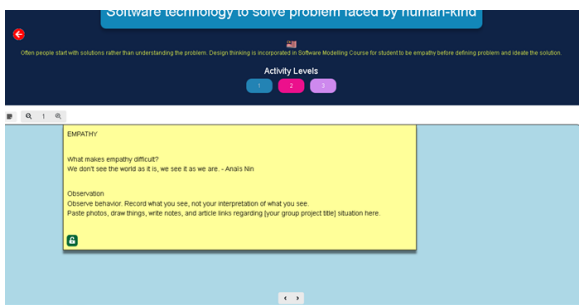 Software technology to solve problem faced by human-kind
Often people start with solutions rather than understanding the problem. Design thinking is incorporated in Software Modelling Course for student to be empathy before defining problem and ideate the solution.
Activity Levels
1 2 3
1
EMPATHY
What makes empathy difficult?
We don't see the world as it is, we see it as we are. - Anaïs Nin
Observation
Observe behavior. Record what you see, not your interpretation of what you see.
Paste photos, draw things, write notes, and article links regarding [your group project title] situation here.